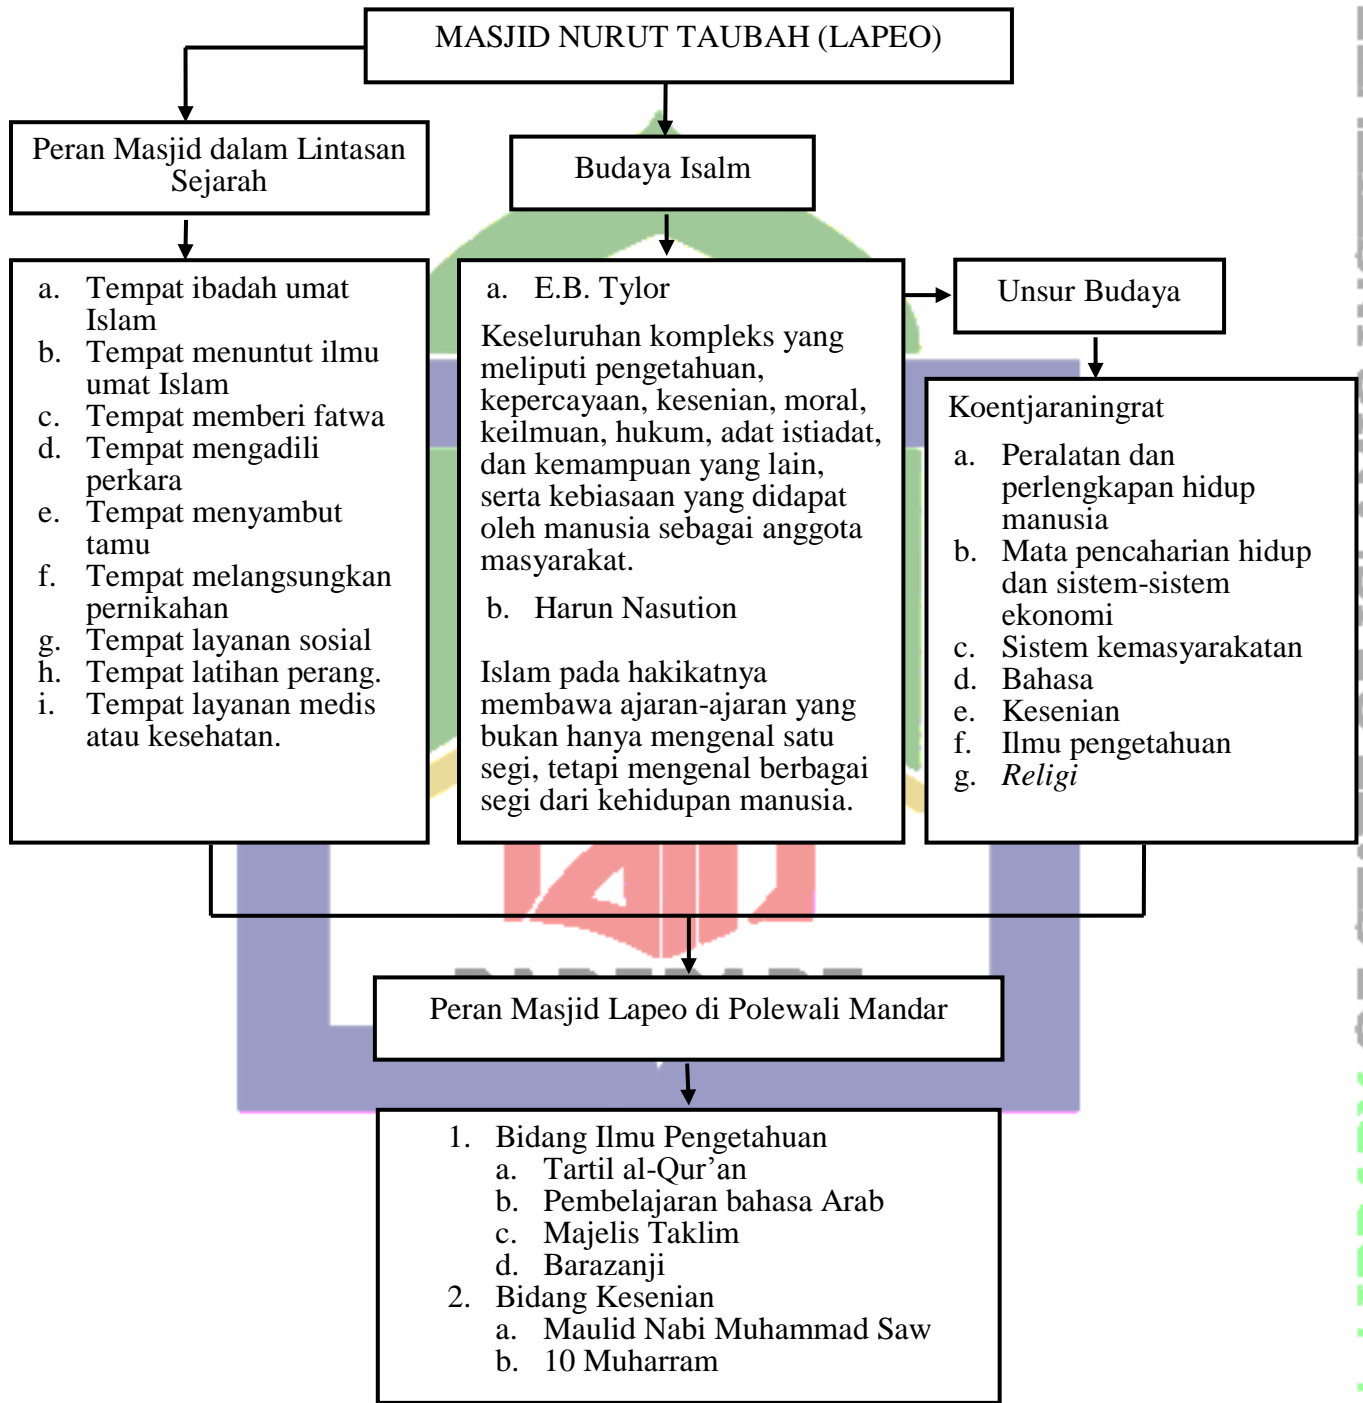 MASJID NURUT TAUBAH (LAPEO)
Peran Masjid dalam Lintasan
Sejarah
Budaya Isalm
a. Tempat ibadah umat
Islam
b. Tempat menuntut ilmu
umat Islam
c. Tempat memberi fatwa
d. Tempat mengadili
perkara
e. Tempat menyambut
tamu
f. Tempat melangsungkan
pernikahan
g. Tempat layanan sosial
h. Tempat latihan perang.
i. Tempat layanan medis
atau kesehatan.
a. E.B. Tylor
Keseluruhan kompleks yang
meliputi pengetahuan,
kepercayaan, kesenian, moral,
keilmuan, hukum, adat istiadat,
dan kemampuan yang lain,
serta kebiasaan yang didapat
oleh manusia sebagai anggota
masyarakat.
b. Harun Nasution
Islam pada hakikatnya
membawa ajaran-ajaran yang
bukan hanya mengenal satu
segi, tetapi mengenal berbagai
segi dari kehidupan manusia.
Unsur Budaya
Koentjaraningrat
a. Peralatan dan
perlengkapan hidup
manusia
b. Mata pencaharian hidup
dan sistem-sistem
ekonomi
c. Sistem kemasyarakatan
d. Bahasa
e. Kesenian
f. Ilmu pengetahuan
g. Religi
Peran Masjid Lapeo di Polewali Mandar
1. Bidang Ilmu Pengetahuan
a. Tartil al-Qur’an
b. Pembelajaran bahasa Arab
c. Majelis Taklim
d. Barazanji
2. Bidang Kesenian
a. Maulid Nabi Muhammad Saw
b. 10 Muharram